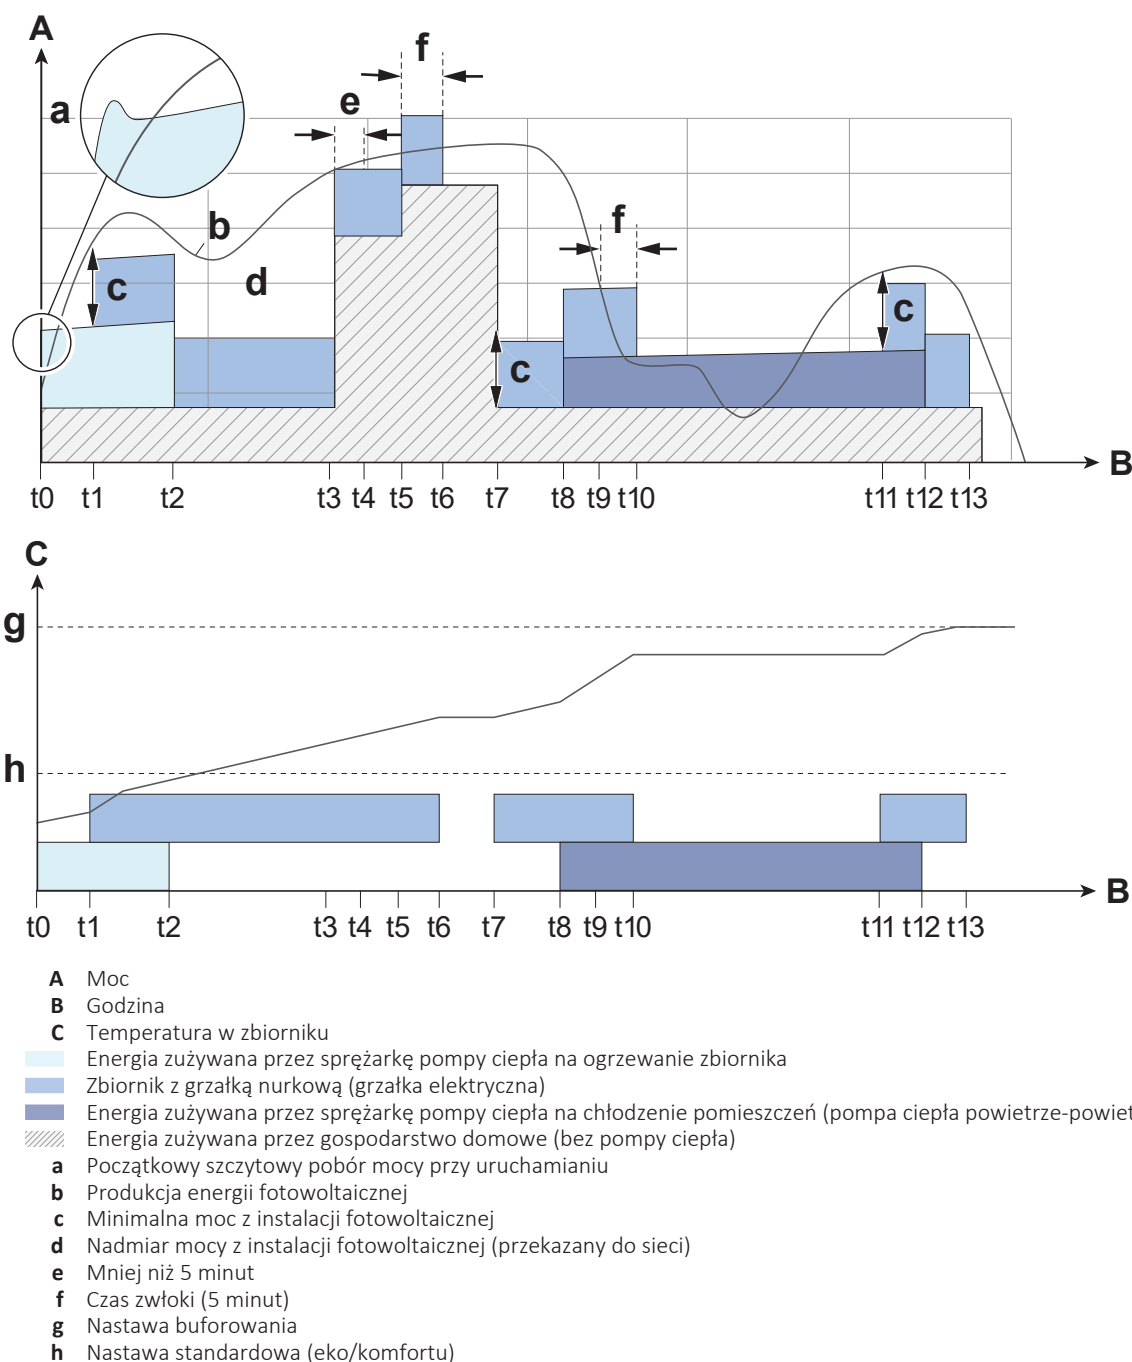 A
a
f
e
b
d
c
f
c
c
B
t0 t1 t2 t3 t4 t5 t6 t7 t8 t9 t10 t11 t12 t13
C
g
h
B
t0 t1 t2 t3 t4 t5 t6 t7 t8 t9 t10 t11 t12 t13
A Moc
B Godzina
C Temperatura w zbiorniku
Energia zużywana przez sprężarkę pompy ciepła na ogrzewanie zbiornika
Zbiornik z grzałką nurkową (grzałka elektryczna)
Energia zużywana przez sprężarkę pompy ciepła na chłodzenie pomieszczeń (pompa ciepła powietrze-powiet
Energia zużywana przez gospodarstwo domowe (bez pompy ciepła)
a Początkowy szczytowy pobór mocy przy uruchamianiu
b Produkcja energii fotowoltaicznej
c Minimalna moc z instalacji fotowoltaicznej
d Nadmiar mocy z instalacji fotowoltaicznej (przekazany do sieci)
e Mniej niż 5 minut
f Czas zwłoki (5 minut)
g Nastawa buforowania
h Nastawa standardowa (eko/komfortu)